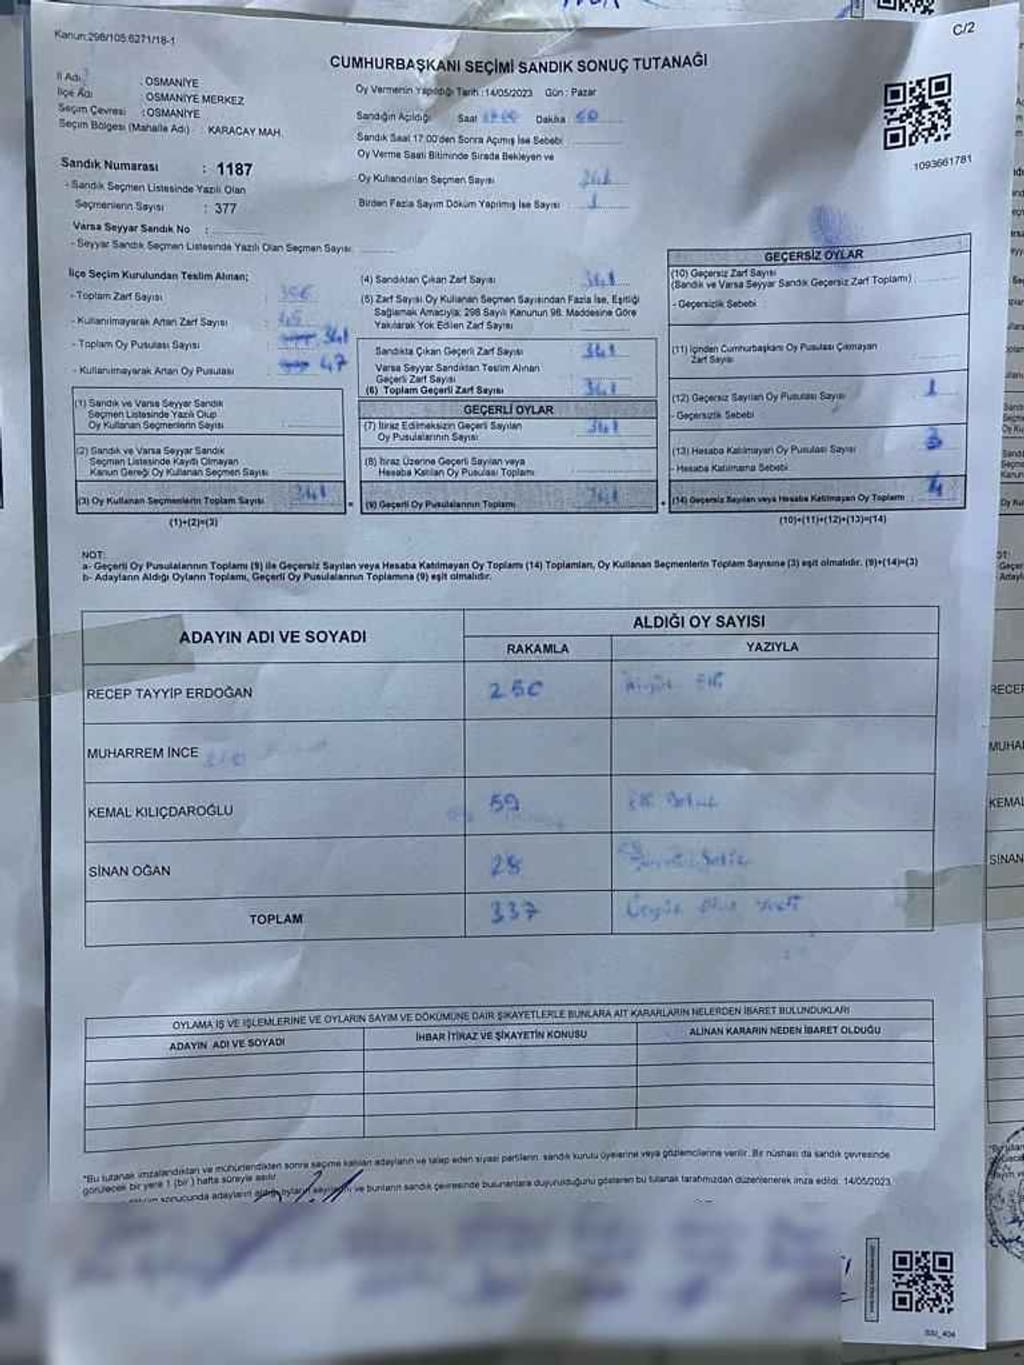 Kanun:298/105 6271/18-1
C/2
CUMHURBAŞKANI SEÇİMİ SANDIK SONUÇ TUTANAĞI
İl Adı : OSMANİYE
İlçe Adı : OSMANİYE MERKEZ
Seçim Çevresi : OSMANİYE
Seçim Bölgesi (Mahalle Adı) : KARACAY MAH.
Sandık Numarası : 1187
- Sandık Seçmen Listesinde Yazılı Olan
Seçmenlerin Sayısı : 377
Varsa Seyyar Sandık No :
- Seyyar Sandık Seçmen Listesinde Yazılı Olan Seçmen Sayısı:
Oy Vermenin Yapıldığı Tarih :14/05/2023 Gün : Pazar
Sandığın Açıldığı Saat Dakika
Sandık Saat 17:00'den Sonra Açılmış İse Sebebi
Oy Verme Saati Bitiminde Sırada Bekleyen ve
Oy Kullandırılan Seçmen Sayısı 341
Birden Fazla Sayım Döküm Yapılmış İse Sayısı 1
1093661781
İlçe Seçim Kurulundan Teslim Alınan;
- Toplam Zarf Sayısı
- Kullanılmayarak Artan Zarf Sayısı :
- Toplam Oy Pusulası Sayısı 341
- Kullanılmayarak Artan Oy Pusulası 47
(1) Sandık ve Varsa Seyyar Sandık
Seçmen Listesinde Yazılı Olup
Oy Kullanan Seçmenlerin Sayısı
(2) Sandık ve Varsa Seyyar Sandık
Seçmen Listesinde Kaydı Olmayan
Kanun Gereği Oy Kullanan Seçmen Sayısı
(3) Oy Kullanan Seçmenlerin Toplam Sayısı 341
(1)+(2)=(3)
(4) Sandıktan Çıkan Zarf Sayısı 341
(5) Zarf Sayısı Oy Kullanan Seçmen Sayısından Fazla İse, Eşitliği
Sağlamak Amacıyla; 298 Sayılı Kanunun 98. Maddesine Göre
Yakılarak Yok Edilen Zarf Sayısı
Sandıkta Çıkan Geçerli Zarf Sayısı 341
Varsa Seyyar Sandıktan Teslim Alınan
Geçerli Zarf Sayısı
(6) Toplam Geçerli Zarf Sayısı 341
GEÇERLİ OYLAR
(7) İtiraz Edilmeksizin Geçerli Sayılan
Oy Pusulalarının Sayısı 341
(8) İtiraz Üzerine Geçerli Sayılan veya
Hesaba Katılan Oy Pusulası Toplamı
(9) Geçerli Oy Pusulalarının Toplamı 341
GEÇERSİZ OYLAR
(10) Geçersiz Zarf Sayısı
(Sandık ve Varsa Seyyar Sandık Geçersiz Zarf Toplamı)
- Geçersizlik Sebebi
(11) İçinden Cumhurbaşkanı Oy Pusulası Çıkmayan
Zarf Sayısı
(12) Geçersiz Sayılan Oy Pusulası Sayısı 1
- Geçersizlik Sebebi
(13) Hesaba Katılmayan Oy Pusulası Sayısı 3
- Hesaba Katılmama Sebebi
(14) Geçersiz Sayılan veya Hesaba Katılmayan Oy Toplamı 4
(10)+(11)+(12)+(13)=(14)
NOT:
a- Geçerli Oy Pusulalarının Toplamı (9) ile Geçersiz Sayılan veya Hesaba Katılmayan Oy Toplamı (14) Toplamları, Oy Kullanan Seçmenlerin Toplam Sayısına (3) eşit olmalıdır. (9)+(14)=(3)
b- Adayların Aldığı Oyların Toplamı, Geçerli Oy Pusulalarının Toplamına (9) eşit olmalıdır.
ADAYIN ADI VE SOYADI ALDIĞI OY SAYISI
RAKAMLA YAZIYLA
RECEP TAYYİP ERDOĞAN 250 ikiyüz Elli
MUHARREM İNCE
KEMAL KILIÇDAROĞLU 59 Elli Dokuz
SİNAN OĞAN 28
TOPLAM 337 Üçyüz Otuz Yedi
OYLAMA İŞ VE İŞLEMLERİNE VE OYLARIN SAYIM VE DÖKÜMÜNE DAİR ŞİKAYETLERLE BUNLARA AİT KARARLARIN NELERDEN İBARET BULUNDUKLARI
ADAYIN ADI VE SOYADI İHBAR İTİRAZ VE ŞİKAYETİN KONUSU ALINAN KARARIN NEDEN İBARET OLDUĞU
*Bu tutanak imzalandıktan ve mühürlendikten sonra seçime katılan adayların ve talep eden siyasi partilerin, sandık kurulu üyelerine veya gözlemcilerine verilir. Bir nüshası da sandık çevresinde
görülecek bir yere 1 (bir) hafta süreyle asılır.
sonucunda adayların aldığı oyların sayısını ve bunların sandık çevresinde bulunanlara duyurulduğunu gösteren bu tutanak tarafımızdan düzenlenerek imza edildi. 14/05/2023